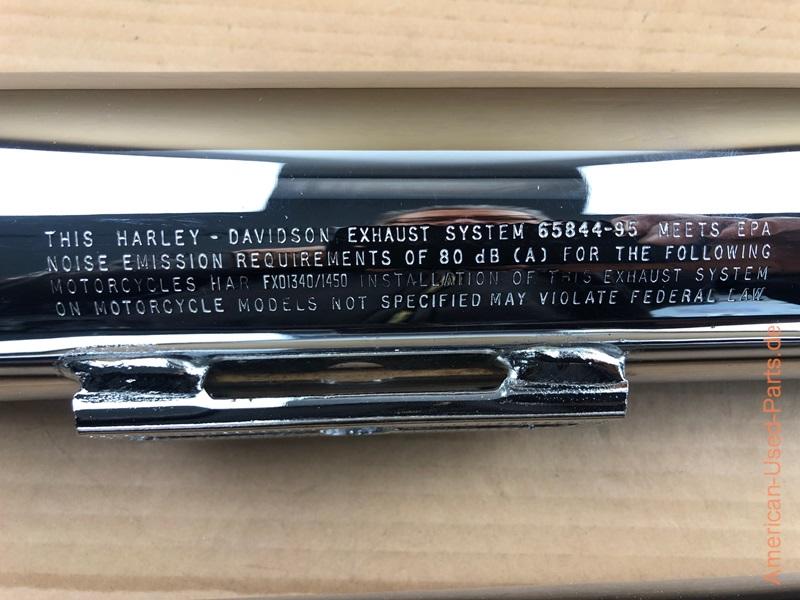 THIS HARLEY-DAVIDSON EXHAUST SYSTEM 65844-95 MEETS EPA
NOISE EMISSION REQUIREMENTS OF 80 dB (A) FOR THE FOLLOWING
MOTORCYCLES HAR FXD1340/1450 INSTALLATION OF THIS EXHAUST SYSTEM
ON MOTORCYCLE MODELS NOT SPECIFIED MAY VIOLATE FEDERAL LAW
American-Used-Parts.de